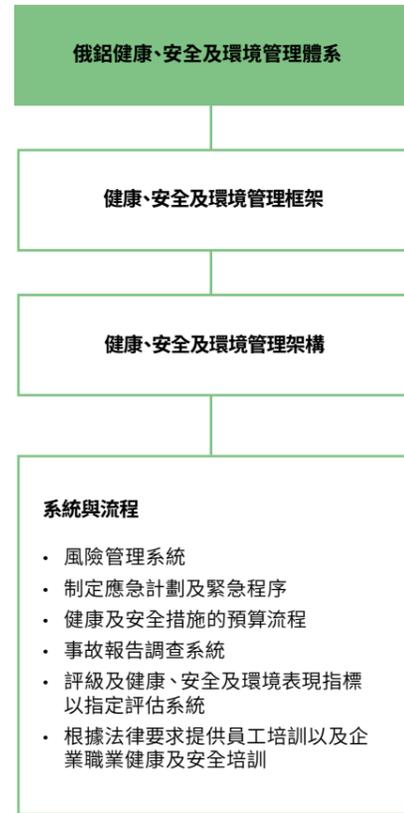 俄鋁健康、安全及環境管理體系
健康、安全及環境管理框架
健康、安全及環境管理架構
系統與流程
• 風險管理系統
• 制定應急計劃及緊急程序
• 健康及安全措施的預算流程
• 事故報告調查系統
• 評級及健康、安全及環境表現指標
以指定評估系統
• 根據法律要求提供員工培訓以及企
業職業健康及安全培訓